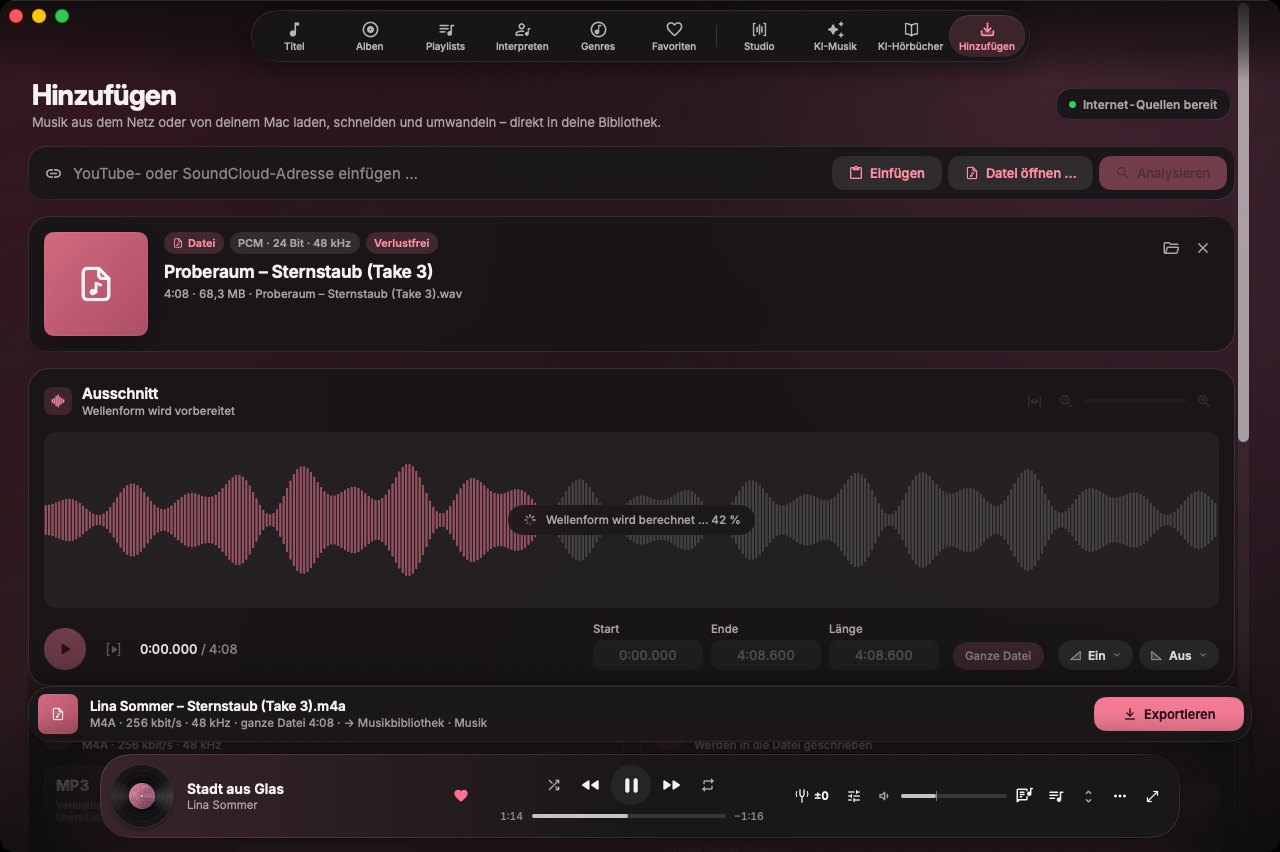 Titel
Alben
Playlists
Interpreten
Genres
Favoriten
Studio
KI-Musik
KI-Hörbücher
Hinzufügen
Hinzufügen
Musik aus dem Netz oder von deinem Mac laden, schneiden und umwandeln – direkt in deine Bibliothek.
Internet-Quellen bereit
YouTube- oder SoundCloud-Adresse einfügen ...
Einfügen
Datei öffnen ...
Analysieren
Datei
PCM · 24 Bit · 48 kHz
Verlustfrei
Proberaum – Sternstaub (Take 3)
4:08 · 68,3 MB · Proberaum – Sternstaub (Take 3).wav
Ausschnitt
Wellenform wird vorbereitet
Wellenform wird berechnet ... 42 %
0:00.000 / 4:08
Start
Ende
Länge
0:00.000
4:08.600
4:08.600
Ganze Datei
Ein
Aus
Lina Sommer – Sternstaub (Take 3).m4a
M4A · 256 kbit/s · 48 kHz · ganze Datei 4:08 · → Musikbibliothek · Musik
Exportieren
M4A · 256 kbit/s · 48 kHz
Werden in die Datei geschrieben
MP3
Stadt aus Glas
Lina Sommer
1:14
−1:16
±0